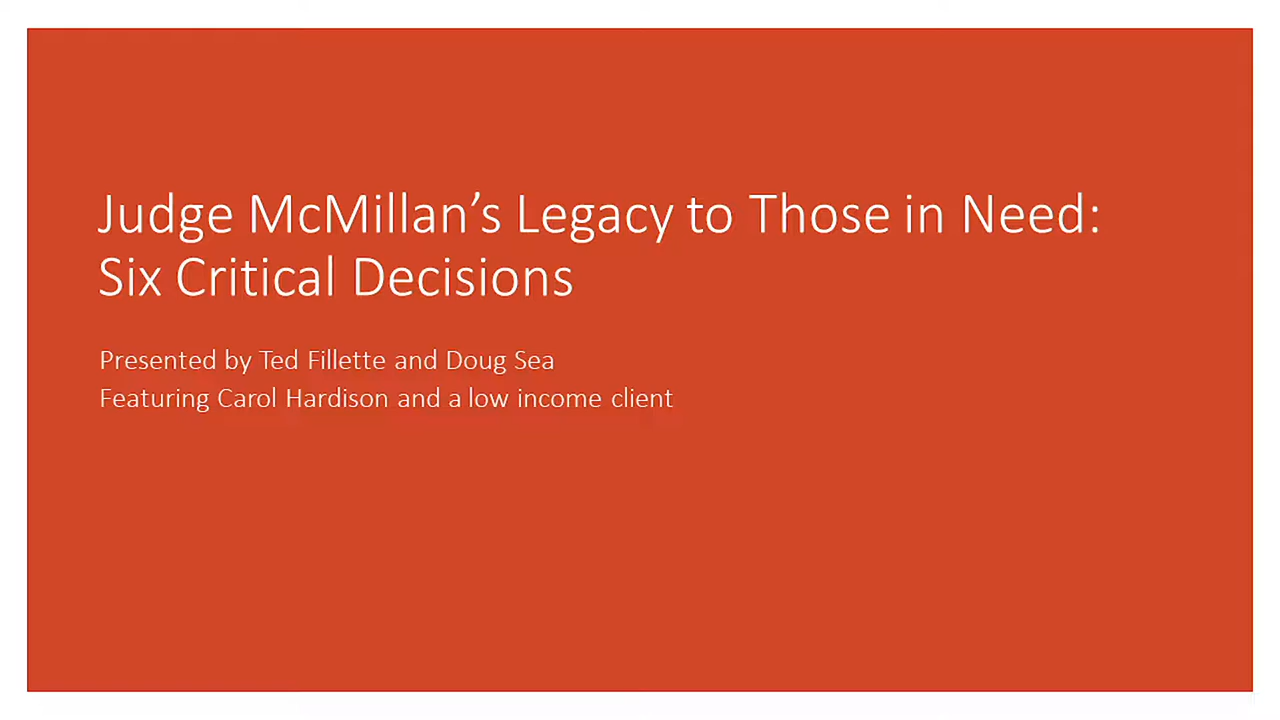 Judge McMillan’s Legacy to Those in Need:
Six Critical Decisions
Presented by Ted Fillette and Doug Sea
Featuring Carol Hardison and a low income client